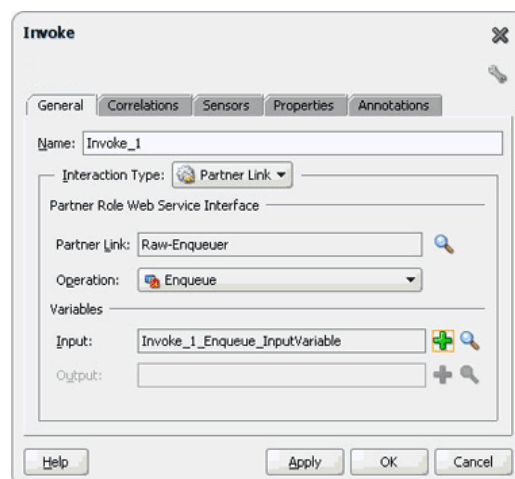 Invoke
General Correlations Sensors Properties Annotations
Name: Invoke_1
Interaction Type: Partner Link
Partner Role Web Service Interface
Partner Link: Raw-Enqueuer
Operation: Enqueue
Variables
Input: Invoke_1_Enqueue_InputVariable
Output:
Help Apply OK Cancel